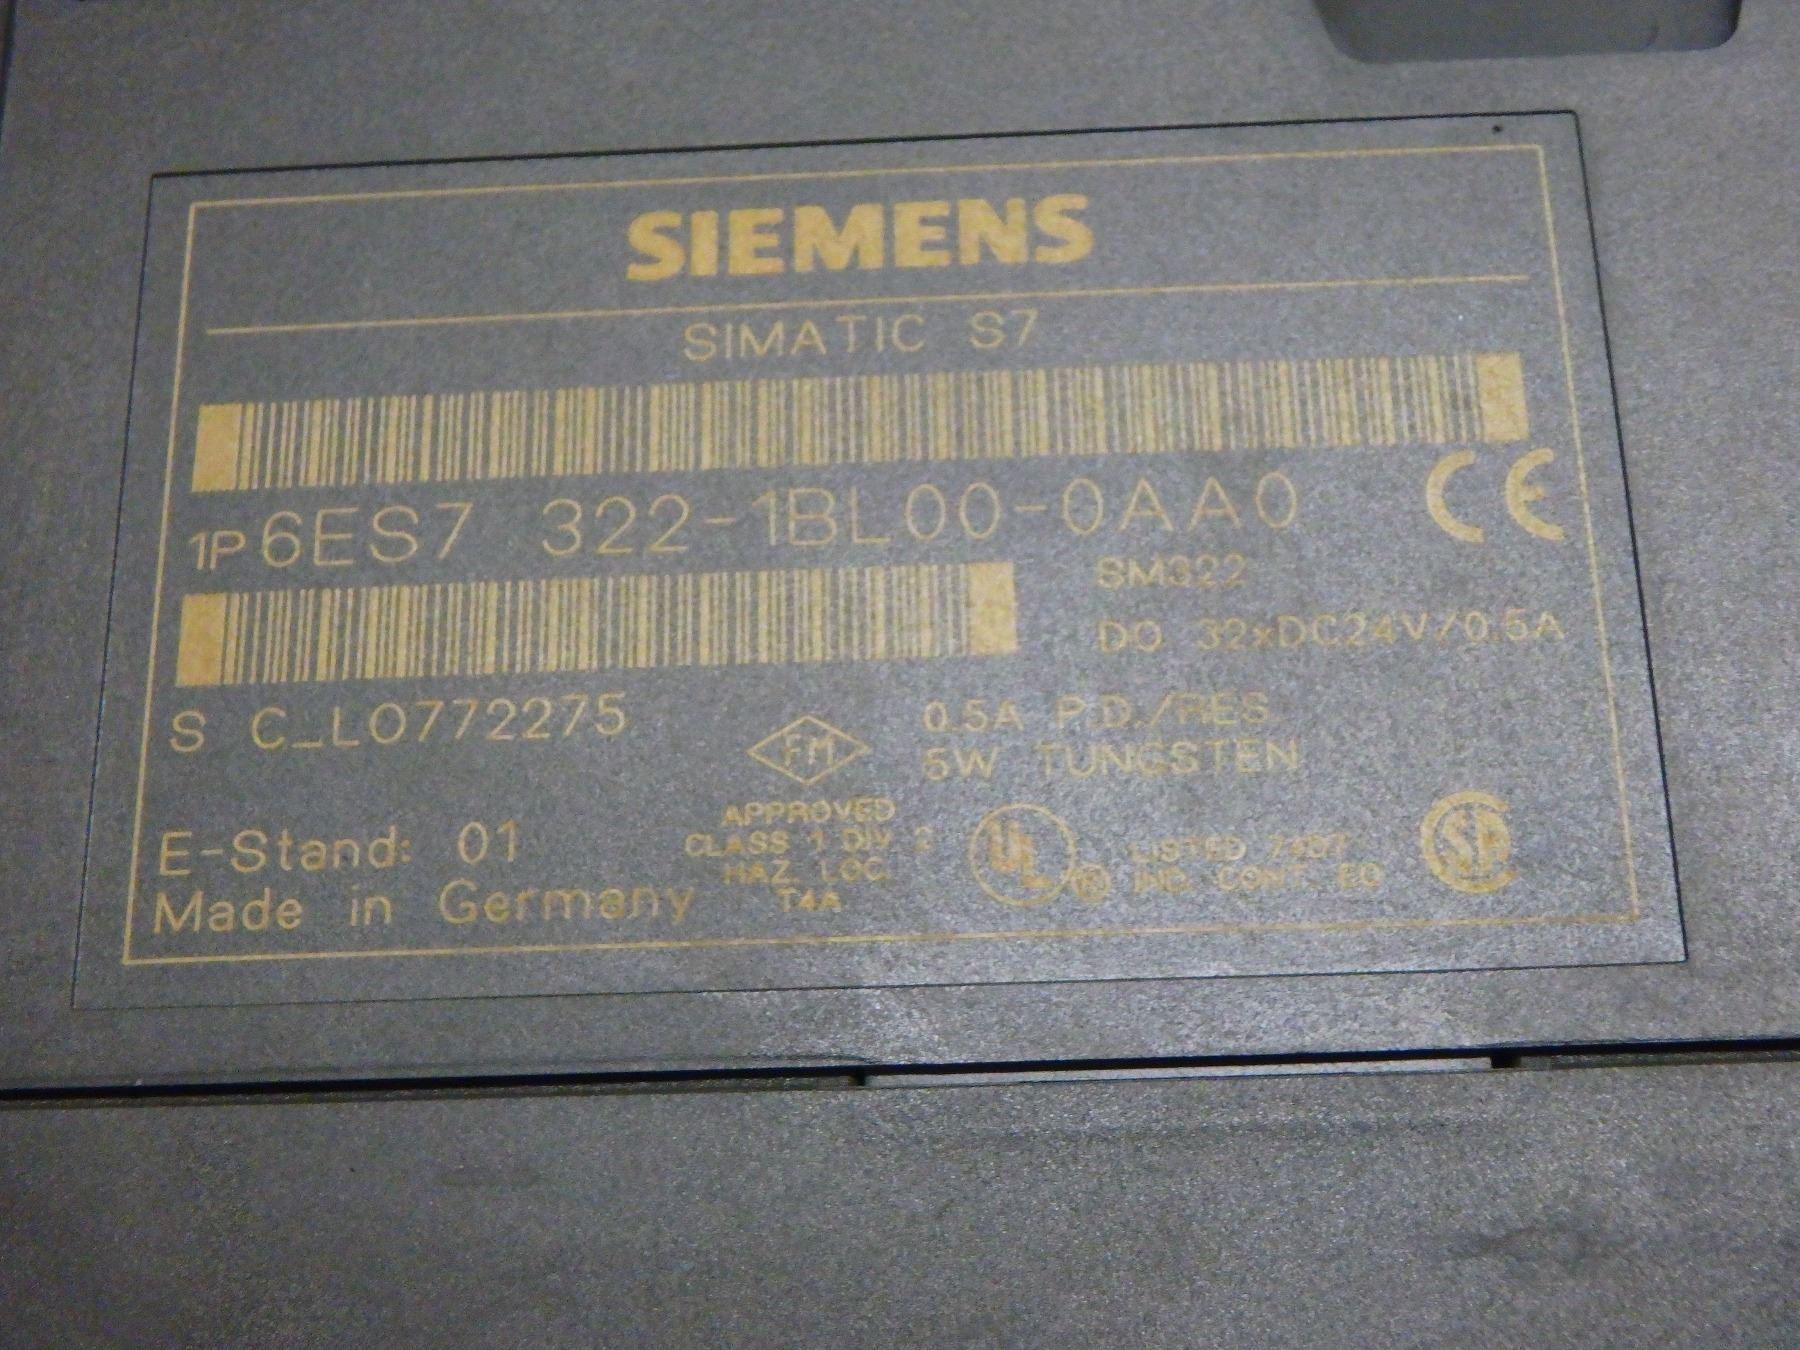 SIEMENS
SIMATIC S7
1P 6ES7 322-1BL00-0AA0
CE
SM322
DO 32xDC24V/0.5A
S C_L0772275
FM
0.5A P.D./RES.
5W TUNGSTEN
APPROVED
CLASS 1 DIV 2
HAZ. LOC.
T4A
UL ®
LISTED
IND. CONT. EQ
E-Stand: 01
Made in Germany